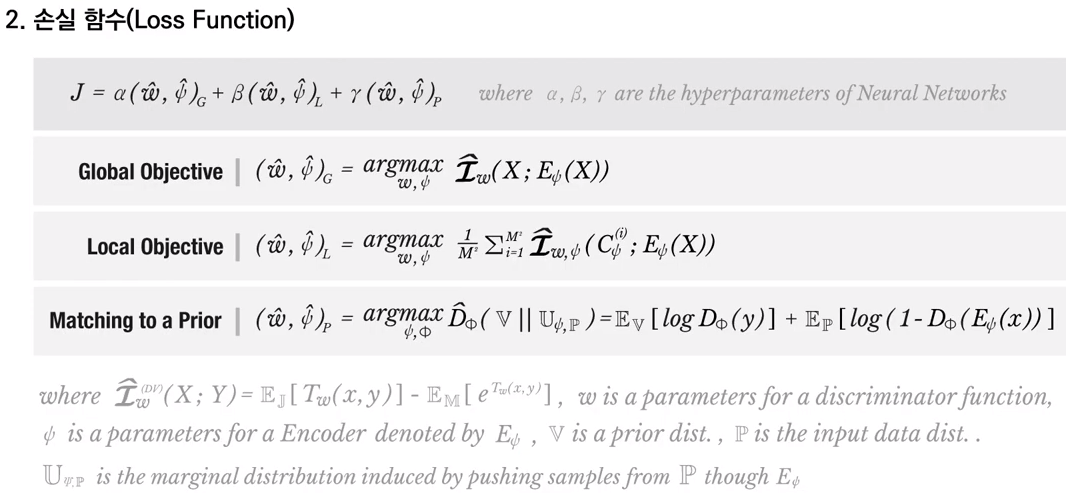 2. 손실 함수(Loss Function)
J = α(ŵ, ψ̂)_G + β(ŵ, ψ̂)_L + γ(ŵ, ψ̂)_P where α, β, γ are the hyperparameters of Neural Networks
Global Objective | (ŵ, ψ̂)_G = argmax_{w,ψ} Î_w(X; E_ψ(X))
Local Objective | (ŵ, ψ̂)_L = argmax_{w,ψ} 1/M² Σ_{i=1}^{M²} Î_{w,ψ}(C_ψ^{(i)}; E_ψ(X))
Matching to a Prior | (ŵ, ψ̂)_P = argmax_{ψ,Φ} D̂_Φ(𝕍 || 𝕌_{ψ,ℙ}) = 𝔼_𝕍[log D_Φ(y)] + 𝔼_ℙ[log(1-D_Φ(E_ψ(x))]
where Î_w^{(DV)}(X; Y) = 𝔼_𝕁[T_w(x,y)] - 𝔼_𝕄[e^{T_w(x,y)}], w is a parameters for a discriminator function,
ψ is a parameters for a Encoder denoted by E_ψ, 𝕍 is a prior dist., ℙ is the input data dist. .
𝕌_{ψ,ℙ} is the marginal distribution induced by pushing samples from ℙ though E_ψ